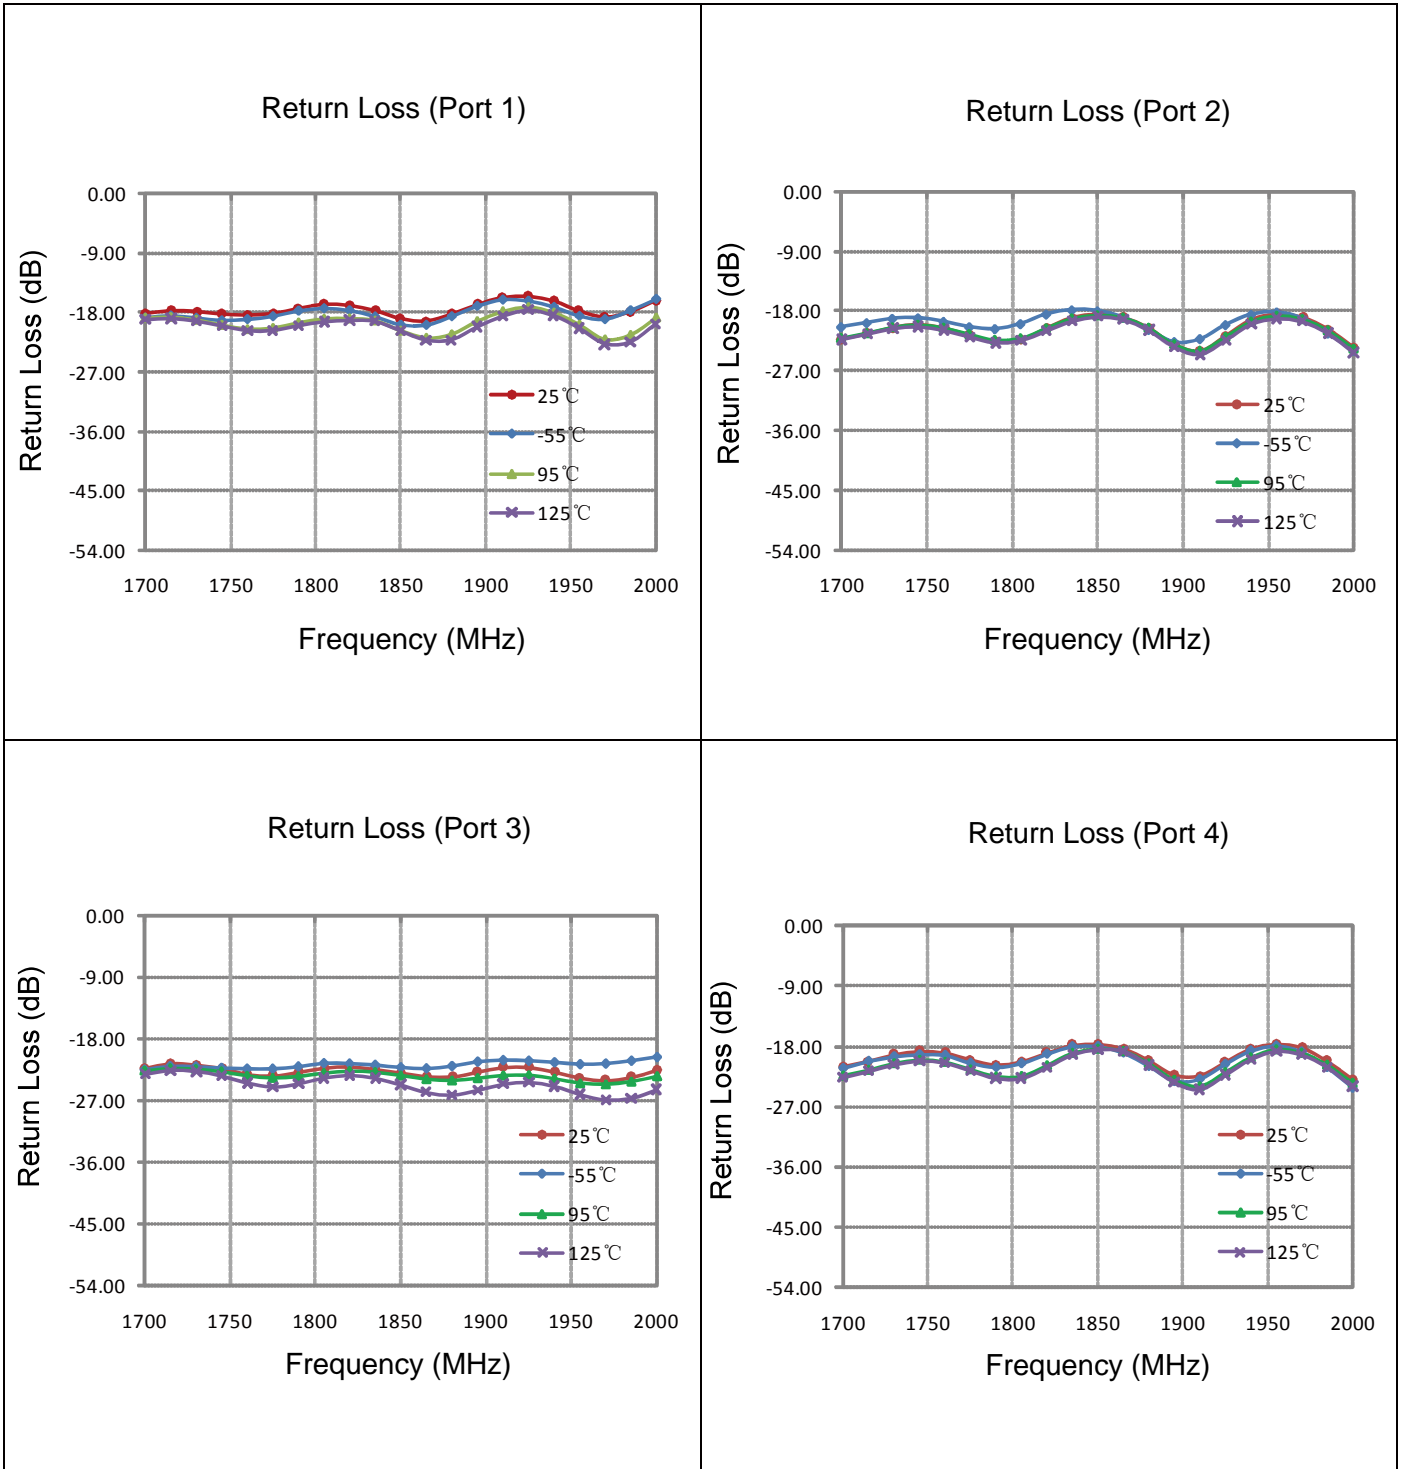 Return Loss (Port 1)
Return Loss (dB)
0.00
-9.00
-18.00
-27.00
-36.00
-45.00
-54.00
25℃
-55℃
95℃
125℃
1700 1750 1800 1850 1900 1950 2000
Frequency (MHz)
Return Loss (Port 2)
Return Loss (dB)
0.00
-9.00
-18.00
-27.00
-36.00
-45.00
-54.00
25℃
-55℃
95℃
125℃
1700 1750 1800 1850 1900 1950 2000
Frequency (MHz)
Return Loss (Port 3)
Return Loss (dB)
0.00
-9.00
-18.00
-27.00
-36.00
-45.00
-54.00
25℃
-55℃
95℃
125℃
1700 1750 1800 1850 1900 1950 2000
Frequency (MHz)
Return Loss (Port 4)
Return Loss (dB)
0.00
-9.00
-18.00
-27.00
-36.00
-45.00
-54.00
25℃
-55℃
95℃
125℃
1700 1750 1800 1850 1900 1950 2000
Frequency (MHz)